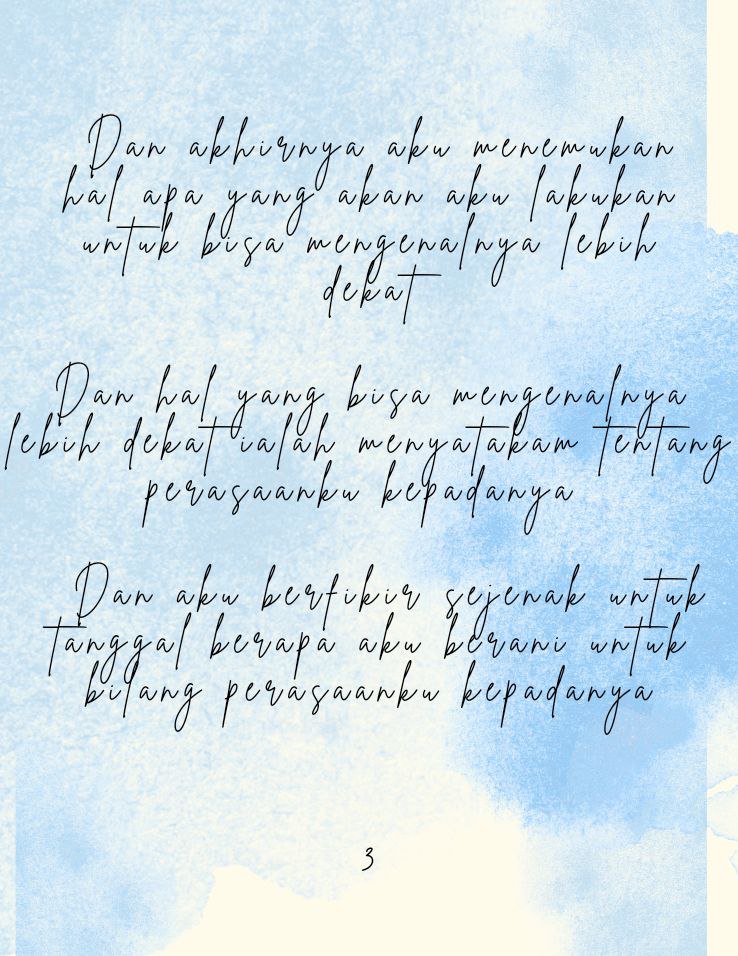 Dan akhirnya aku menemukan
hal apa yang akan aku lakukan
untuk bisa mengenalnya lebih
dekat
Dan hal yang bisa mengenalnya
lebih dekat ialah menyatakam tentang
perasaanku kepadanya
Dan aku berfikir sejenak untuk
tanggal berapa aku berani untuk
bilang perasaanku kepadanya
3